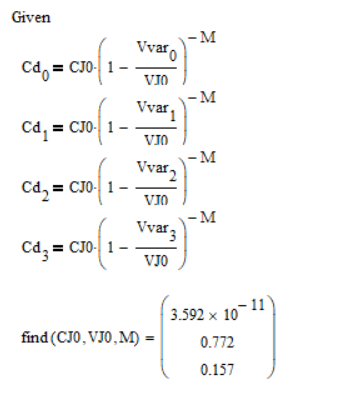 Given
Cd₀ = CJ0·(1 − Vvar₀/VJ0)^−M
Cd₁ = CJ0·(1 − Vvar₁/VJ0)^−M
Cd₂ = CJ0·(1 − Vvar₂/VJ0)^−M
Cd₃ = CJ0·(1 − Vvar₃/VJ0)^−M
find(CJ0,VJ0,M) = (3.592 × 10^−11
0.772
0.157)